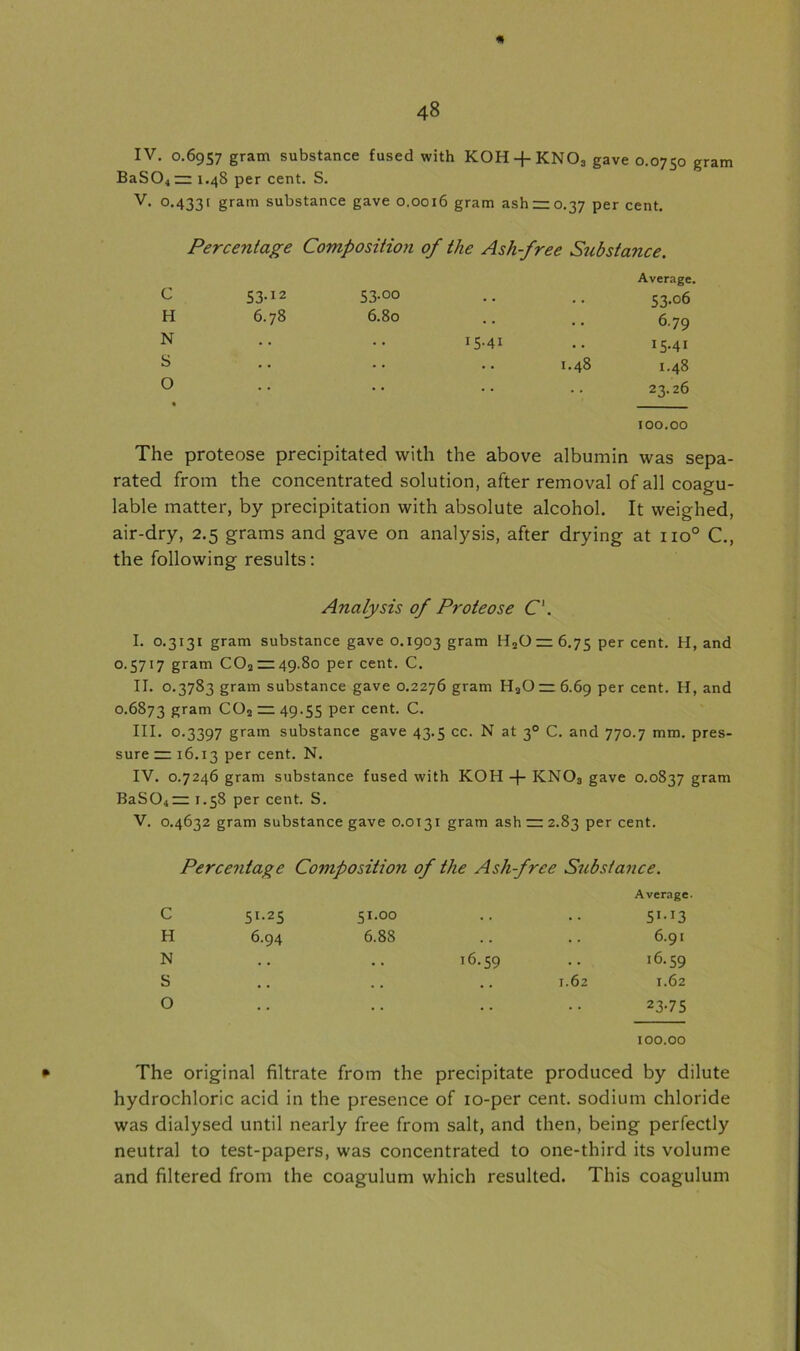 48
IV. 0.6957 gram substance fused with KOH + KNO₃ gave 0.0750 gram
BaSO₄ = 1.48 per cent. S.
V. 0.4331 gram substance gave 0.0016 gram ash = 0.37 per cent.
Percentage Composition of the Ash-free Substance.
Average.
C 53.12 53.00 .. .. 53.06
H 6.78 6.80 .. .. 6.79
N .. .. 15.41 .. 15.41
S .. .. .. 1.48 1.48
O .. .. .. .. 23.26
100.00
The proteose precipitated with the above albumin was sepa-
rated from the concentrated solution, after removal of all coagu-
lable matter, by precipitation with absolute alcohol. It weighed,
air-dry, 2.5 grams and gave on analysis, after drying at 110° C.,
the following results:
Analysis of Proteose C'.
I. 0.3131 gram substance gave 0.1903 gram H₂O = 6.75 per cent. H, and
0.5717 gram CO₂ = 49.80 per cent. C.
II. 0.3783 gram substance gave 0.2276 gram H₂O = 6.69 per cent. H, and
0.6873 gram CO₂ = 49.55 per cent. C.
III. 0.3397 gram substance gave 43.5 cc. N at 3° C. and 770.7 mm. pres-
sure = 16.13 per cent. N.
IV. 0.7246 gram substance fused with KOH + KNO₃ gave 0.0837 gram
BaSO₄ = 1.58 per cent. S.
V. 0.4632 gram substance gave 0.0131 gram ash = 2.83 per cent.
Percentage Composition of the Ash-free Substance.
Average.
C 51.25 51.00 .. .. 51.13
H 6.94 6.88 .. .. 6.91
N .. .. 16.59 .. 16.59
S .. .. .. 1.62 1.62
O .. .. .. .. 23.75
100.00
The original filtrate from the precipitate produced by dilute
hydrochloric acid in the presence of 10-per cent. sodium chloride
was dialysed until nearly free from salt, and then, being perfectly
neutral to test-papers, was concentrated to one-third its volume
and filtered from the coagulum which resulted. This coagulum